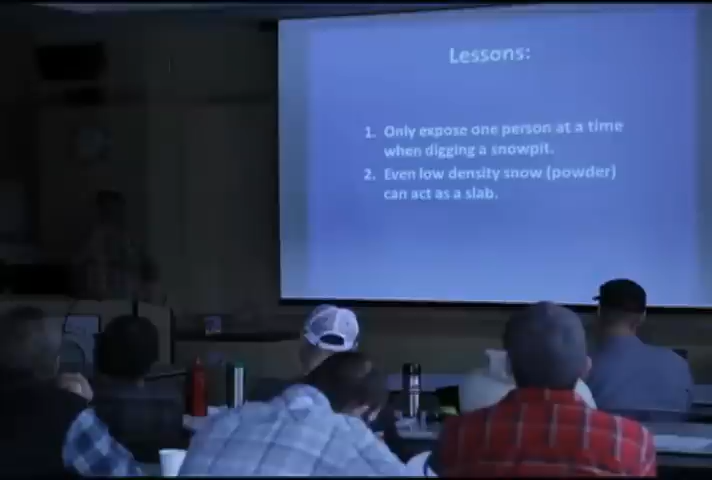 Lessons:
1. Only expose one person at a time
when digging a snowpit.
2. Even low density snow (powder)
can act as a slab.